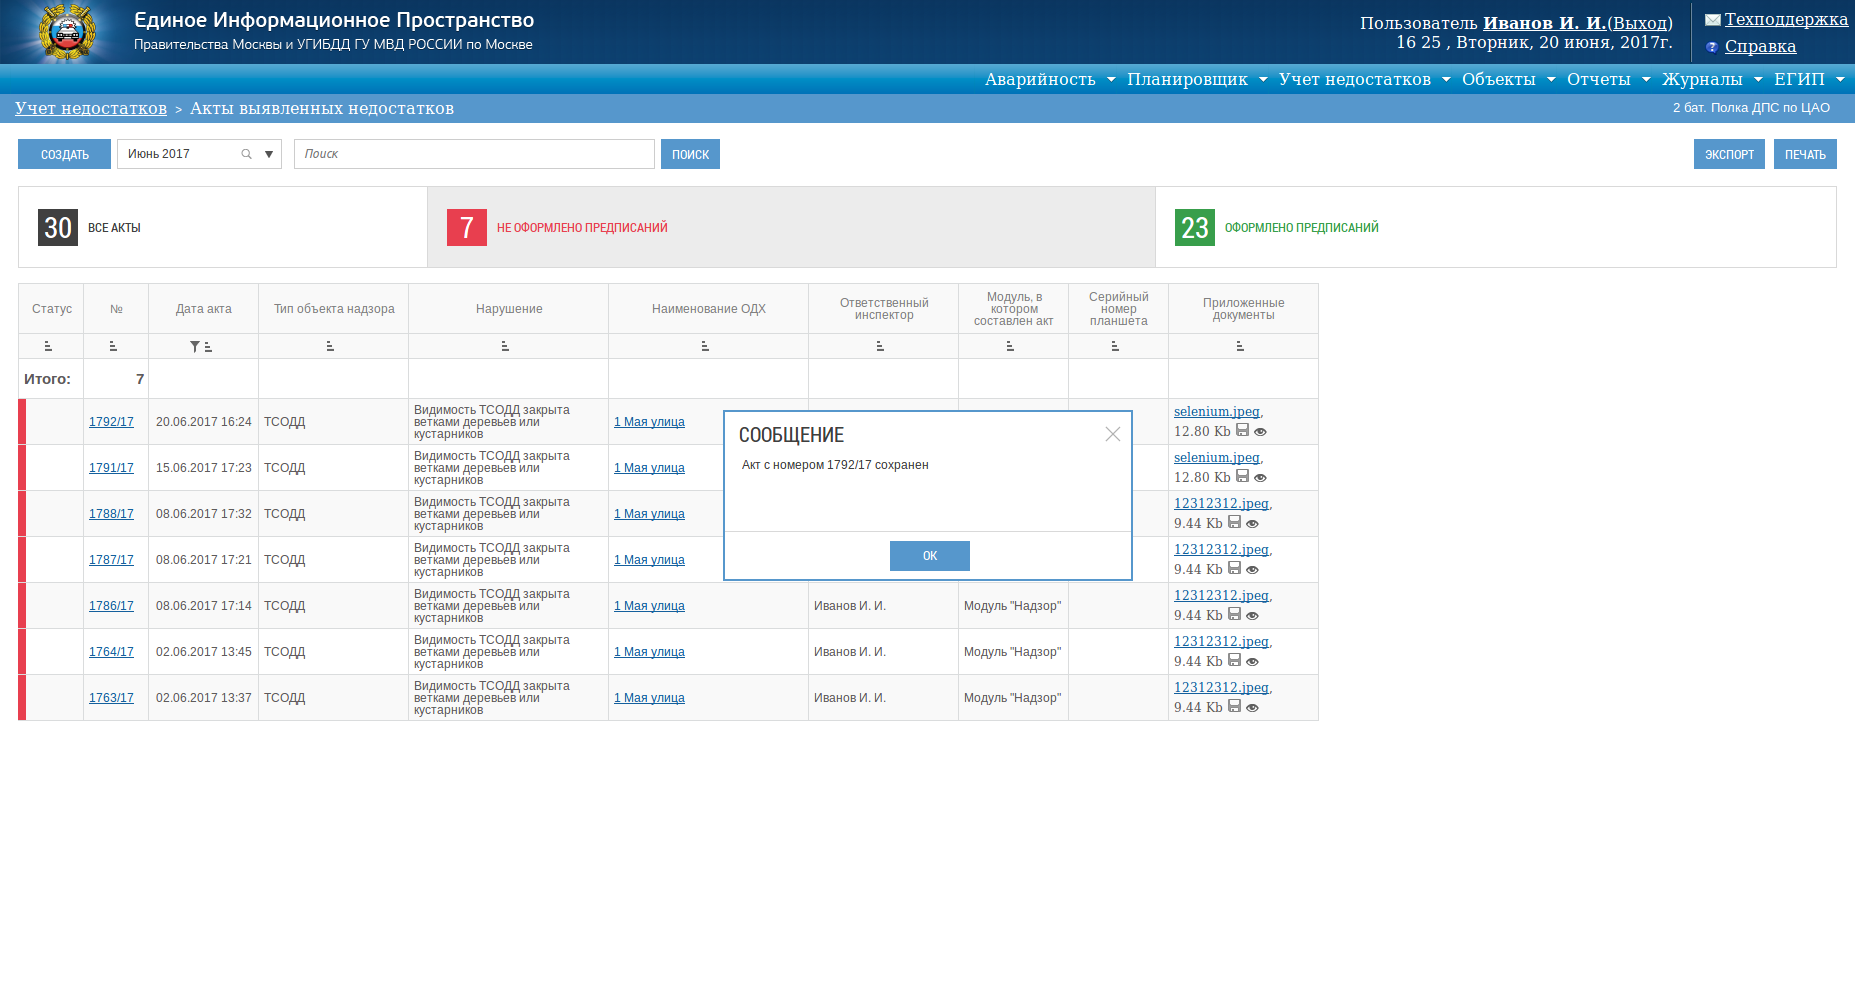 Единое Информационное Пространство
Правительства Москвы и УГИБДД ГУ МВД РОССИИ по Москве
Пользователь Иванов И. И.(Выход)
16 25 , Вторник, 20 июня, 2017г.
Техподдержка
Справка
Аварийность Планировщик Учет недостатков Объекты Отчеты Журналы ЕГИП
Учет недостатков > Акты выявленных недостатков
2 бат. Полка ДПС по ЦАО
СОЗДАТЬ Июнь 2017 Поиск ПОИСК ЭКСПОРТ ПЕЧАТЬ
30 ВСЕ АКТЫ
7 НЕ ОФОРМЛЕНО ПРЕДПИСАНИЙ
23 ОФОРМЛЕНО ПРЕДПИСАНИЙ
Статус
№
Дата акта
Тип объекта надзора
Нарушение
Наименование ОДХ
Ответственный
инспектор
Модуль, в
котором
составлен акт
Серийный
номер
планшета
Приложенные
документы
Итого: 7
1792/17 20.06.2017 16:24 ТСОДД
Видимость ТСОДД закрыта
ветками деревьев или
кустарников
1 Мая улица
selenium.jpeg,
12.80 Kb
1791/17 15.06.2017 17:23 ТСОДД
Видимость ТСОДД закрыта
ветками деревьев или
кустарников
1 Мая улица
selenium.jpeg,
12.80 Kb
1788/17 08.06.2017 17:32 ТСОДД
Видимость ТСОДД закрыта
ветками деревьев или
кустарников
1 Мая улица
12312312.jpeg,
9.44 Kb
1787/17 08.06.2017 17:21 ТСОДД
Видимость ТСОДД закрыта
ветками деревьев или
кустарников
1 Мая улица
12312312.jpeg,
9.44 Kb
1786/17 08.06.2017 17:14 ТСОДД
Видимость ТСОДД закрыта
ветками деревьев или
кустарников
1 Мая улица
Иванов И. И.
Модуль "Надзор"
12312312.jpeg,
9.44 Kb
1764/17 02.06.2017 13:45 ТСОДД
Видимость ТСОДД закрыта
ветками деревьев или
кустарников
1 Мая улица
Иванов И. И.
Модуль "Надзор"
12312312.jpeg,
9.44 Kb
1763/17 02.06.2017 13:37 ТСОДД
Видимость ТСОДД закрыта
ветками деревьев или
кустарников
1 Мая улица
Иванов И. И.
Модуль "Надзор"
12312312.jpeg,
9.44 Kb
СООБЩЕНИЕ
Акт с номером 1792/17 сохранен
ОК